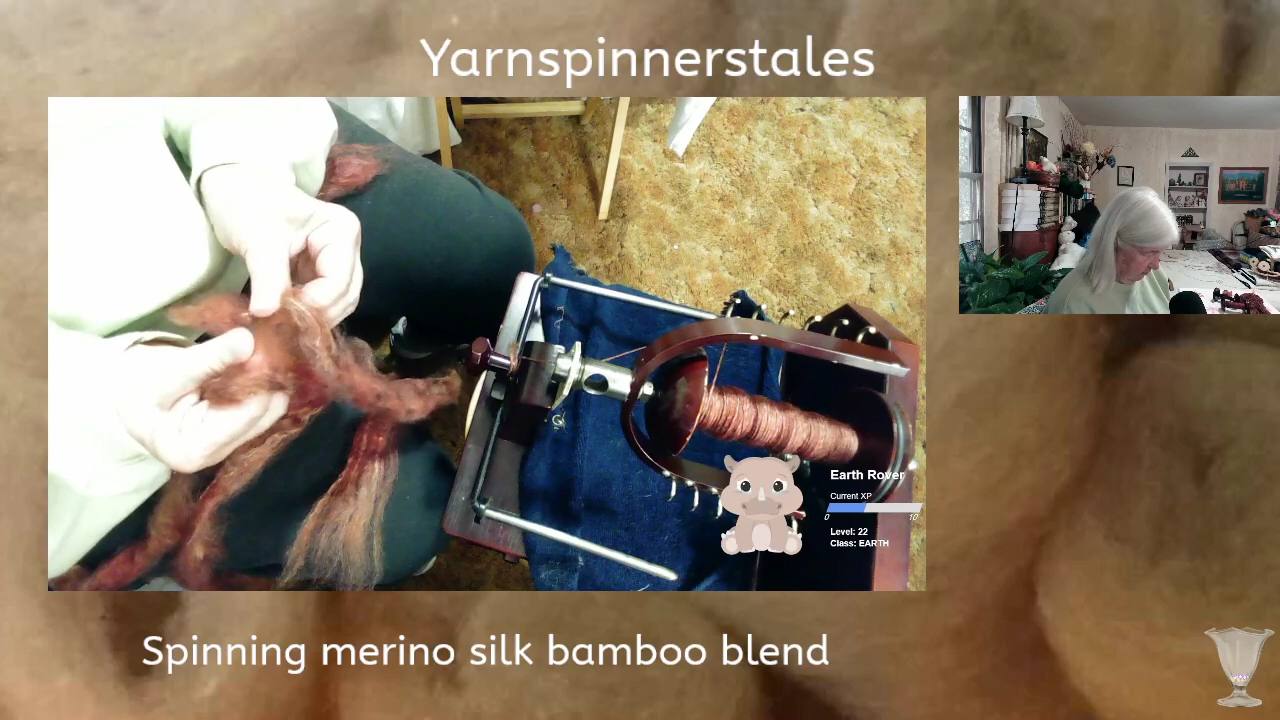 Yarnspinnerstales
Earth Rover
Current XP
0 10
Level: 22
Class: EARTH
Spinning merino silk bamboo blend